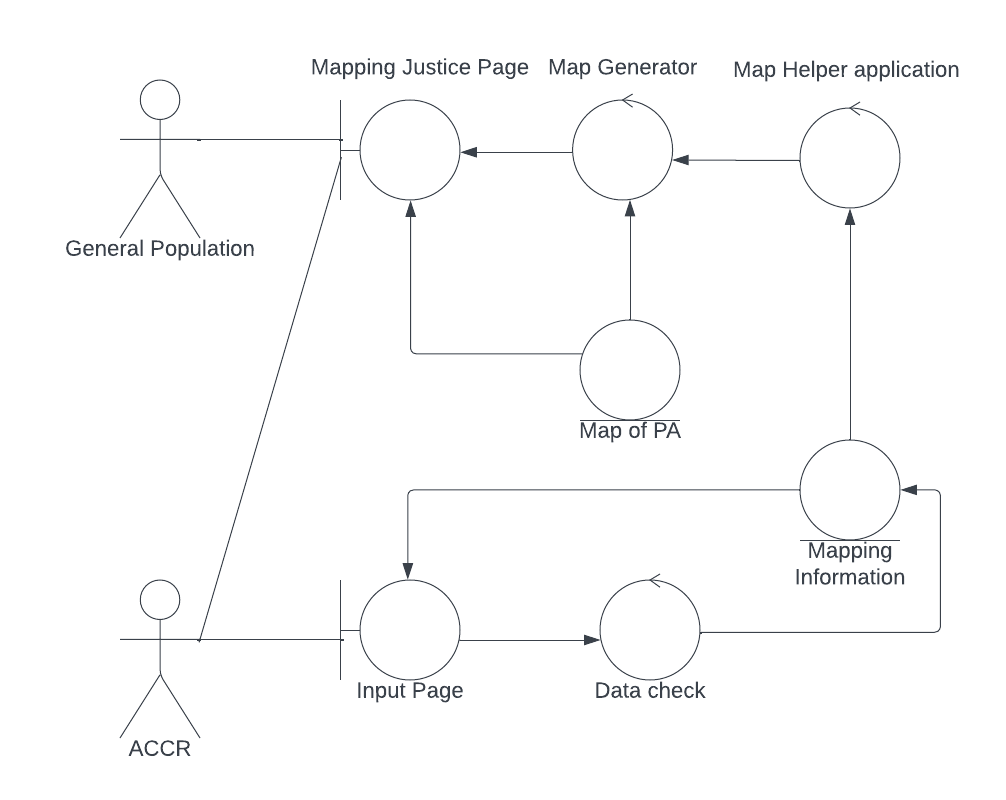 Mapping Justice Page
Map Generator
Map Helper application
General Population
Map of PA
Mapping
Information
Input Page
Data check
ACCR